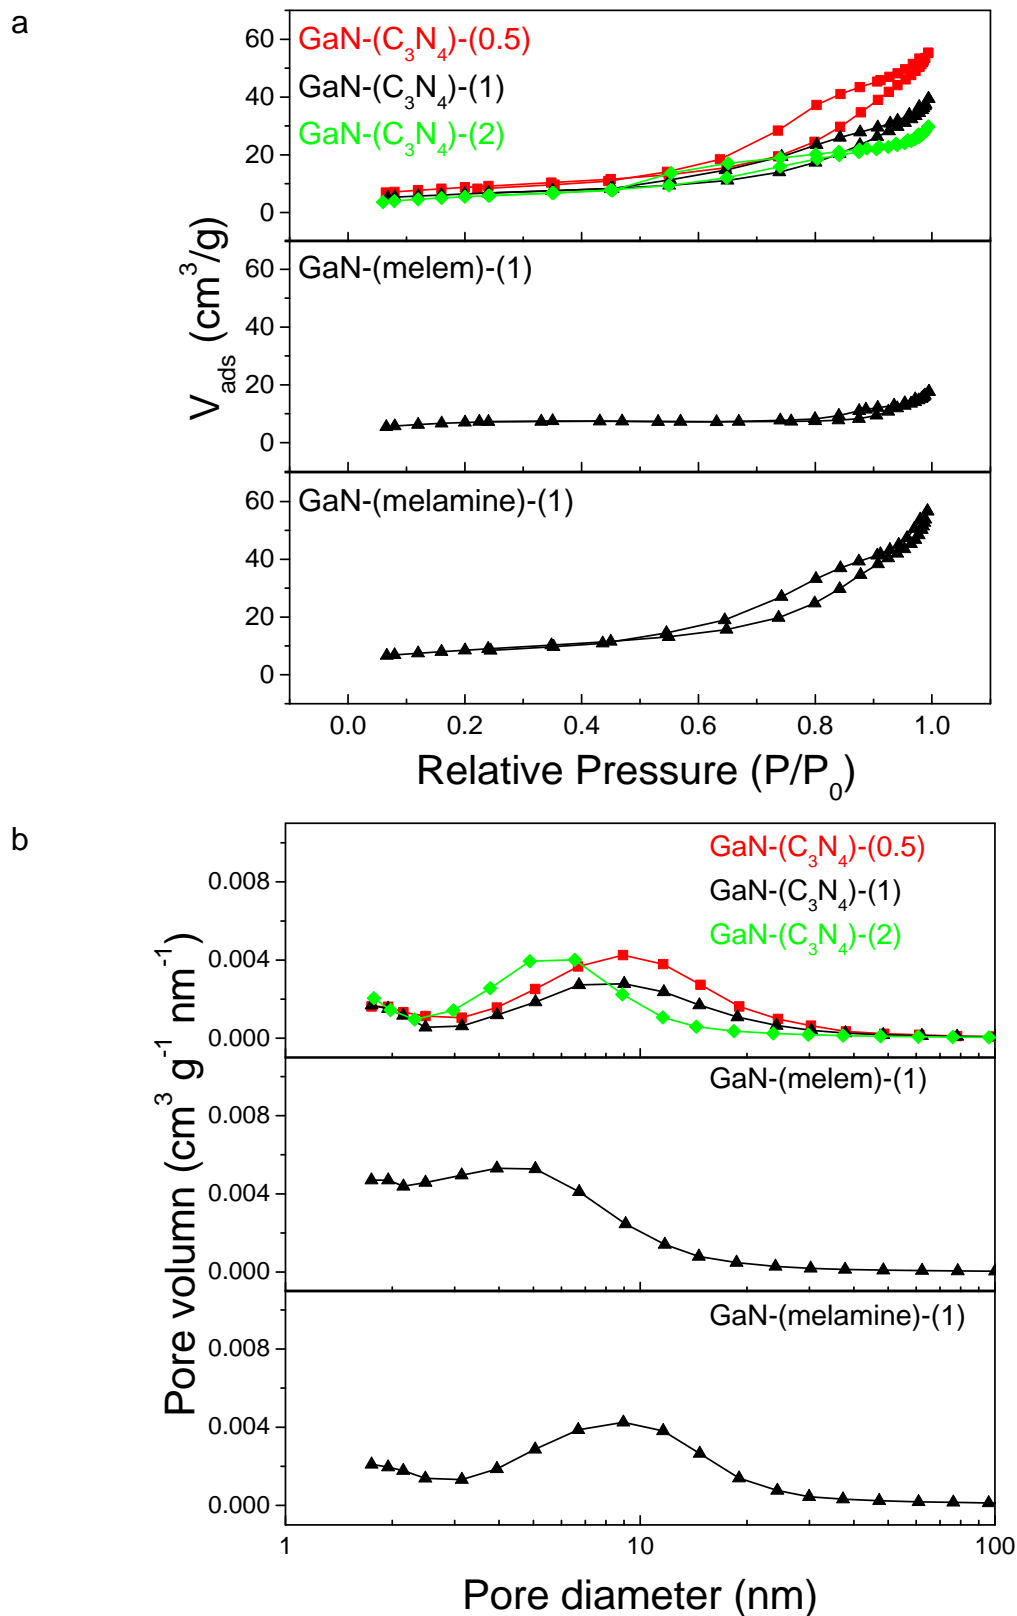 a
GaN-(C₃N₄)-(0.5)
GaN-(C₃N₄)-(1)
GaN-(C₃N₄)-(2)
60
40
20
0
GaN-(melem)-(1)
60
40
20
0
GaN-(melamine)-(1)
60
40
20
0
V_ads (cm³/g)
0.0 0.2 0.4 0.6 0.8 1.0
Relative Pressure (P/P₀)
b
GaN-(C₃N₄)-(0.5)
GaN-(C₃N₄)-(1)
GaN-(C₃N₄)-(2)
0.008
0.004
0.000
GaN-(melem)-(1)
0.008
0.004
0.000
GaN-(melamine)-(1)
0.008
0.004
0.000
Pore volumn (cm³ g⁻¹ nm⁻¹)
1 10 100
Pore diameter (nm)